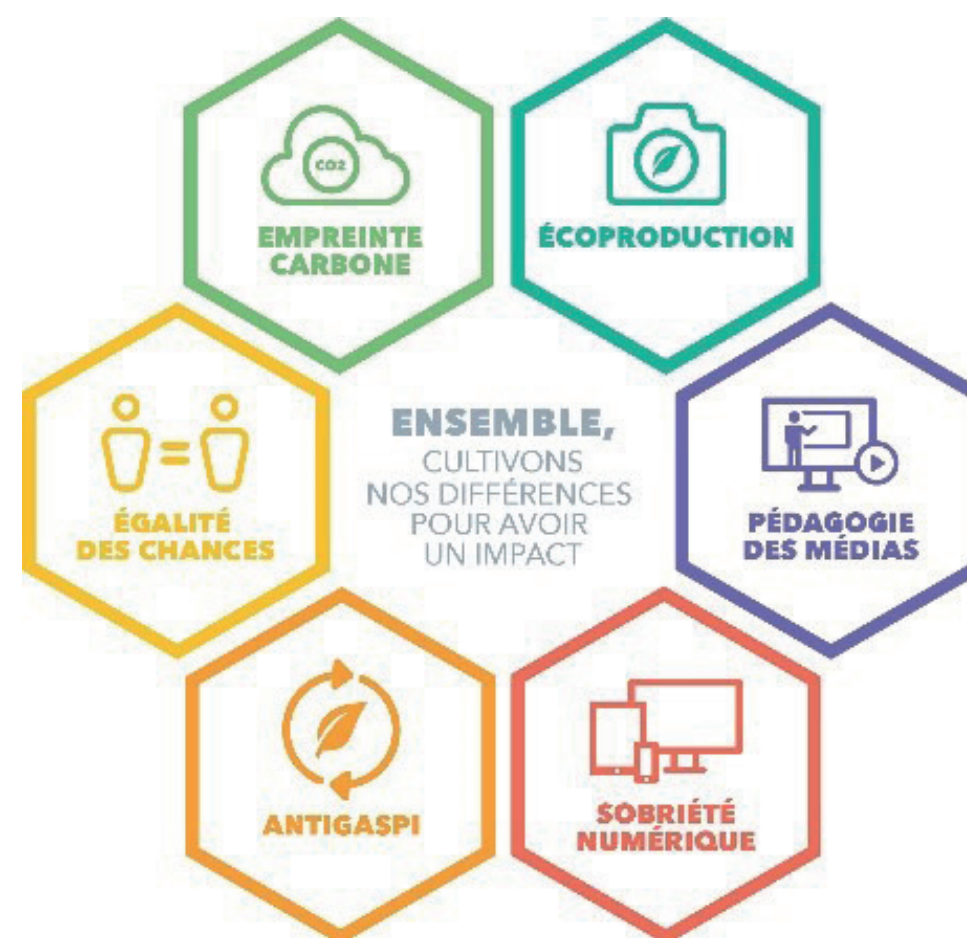 CO2
EMPREINTE
CARBONE
ÉCOPRODUCTION
ÉGALITÉ
DES CHANCES
ENSEMBLE,
CULTIVONS
NOS DIFFÉRENCES
POUR AVOIR
UN IMPACT
PÉDAGOGIE
DES MÉDIAS
ANTIGASPI
SOBRIÉTÉ
NUMÉRIQUE